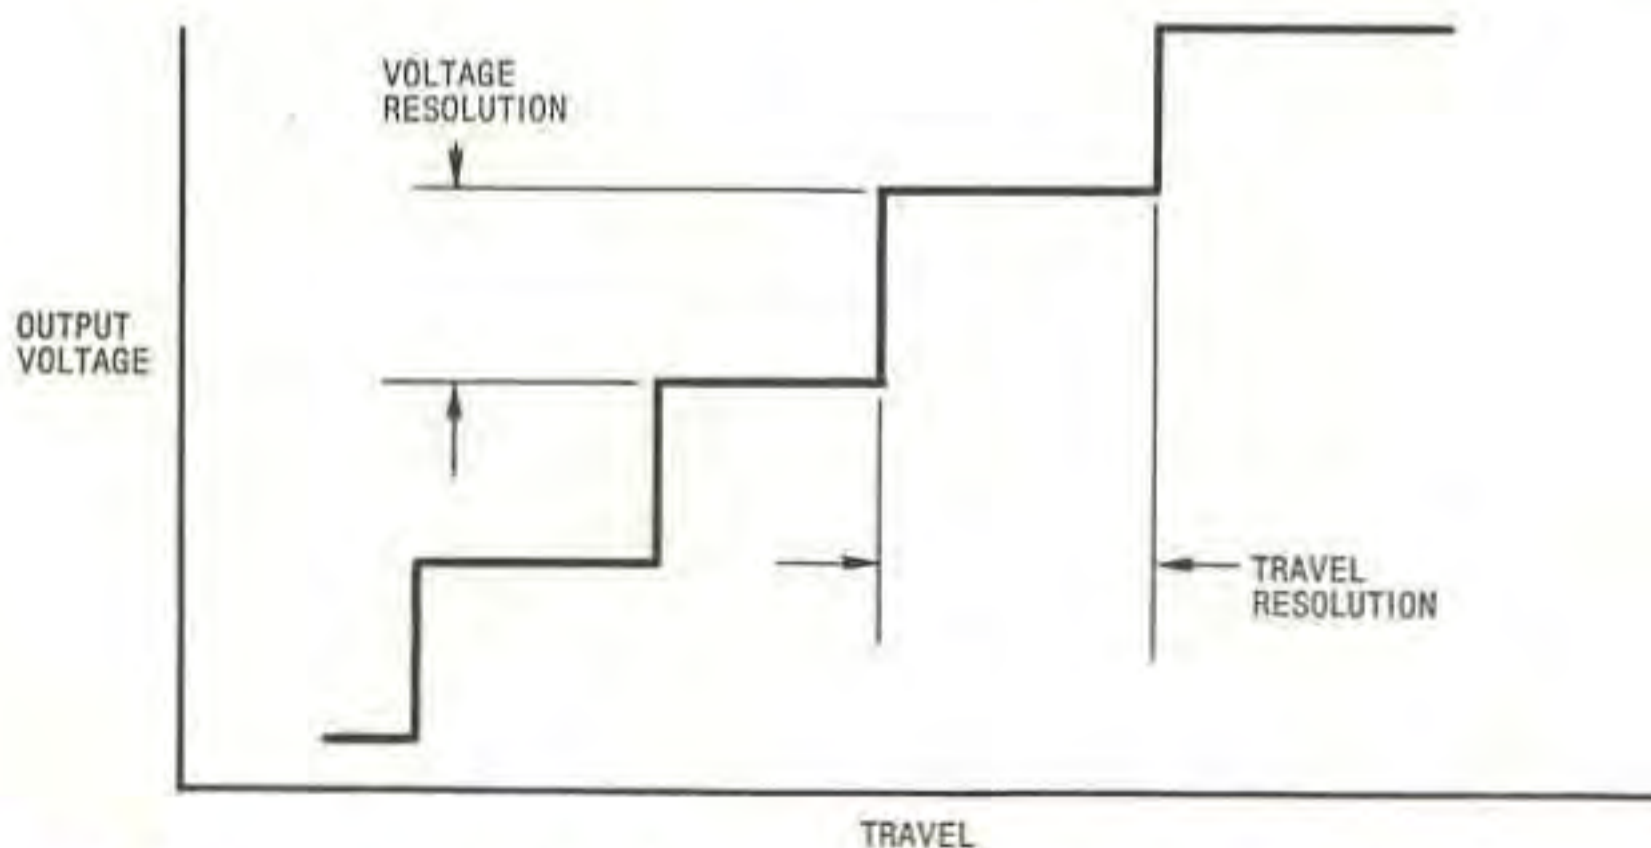 VOLTAGE
RESOLUTION
OUTPUT
VOLTAGE
TRAVEL
RESOLUTION
TRAVEL